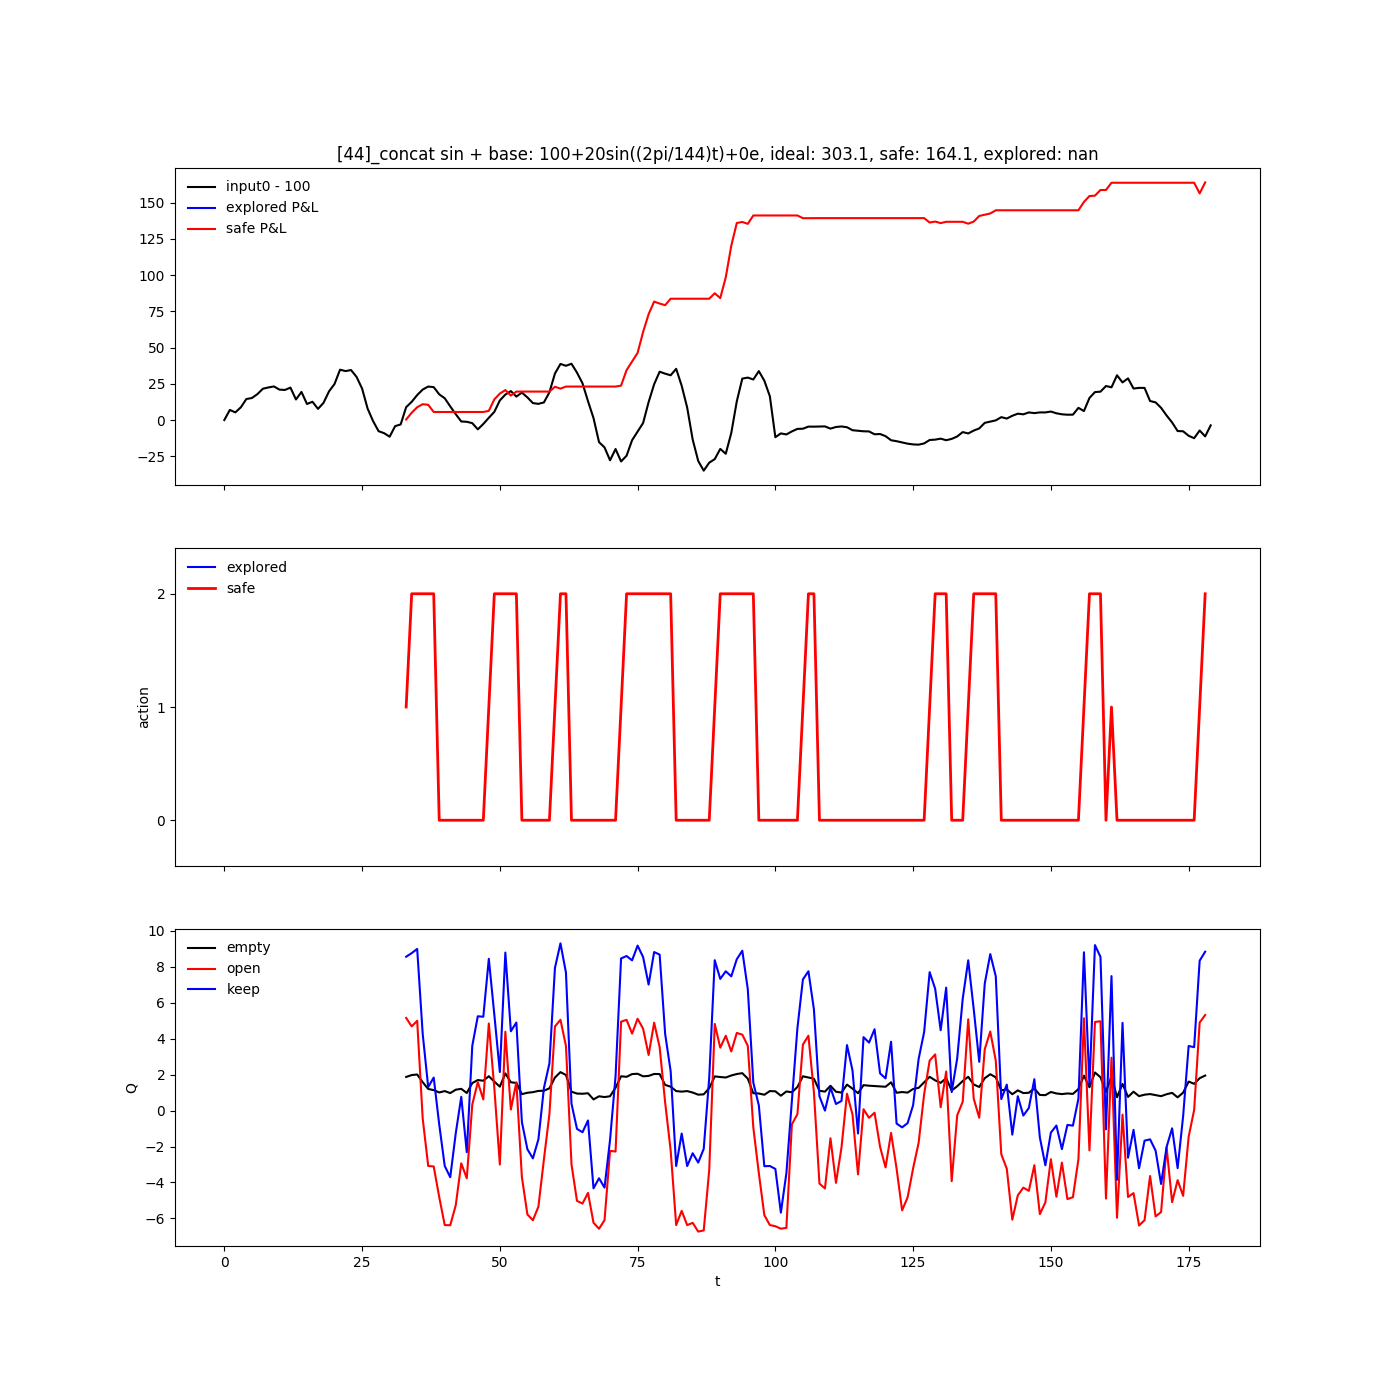 [44]_concat sin + base: 100+20sin((2pi/144)t)+0e, ideal: 303.1, safe: 164.1, explored: nan
input0 - 100
explored P&L
safe P&L
150
125
100
75
50
25
0
−25
explored
safe
2
1
0
action
empty
open
keep
10
8
6
4
2
0
−2
−4
−6
Q
0 25 50 75 100 125 150 175
t